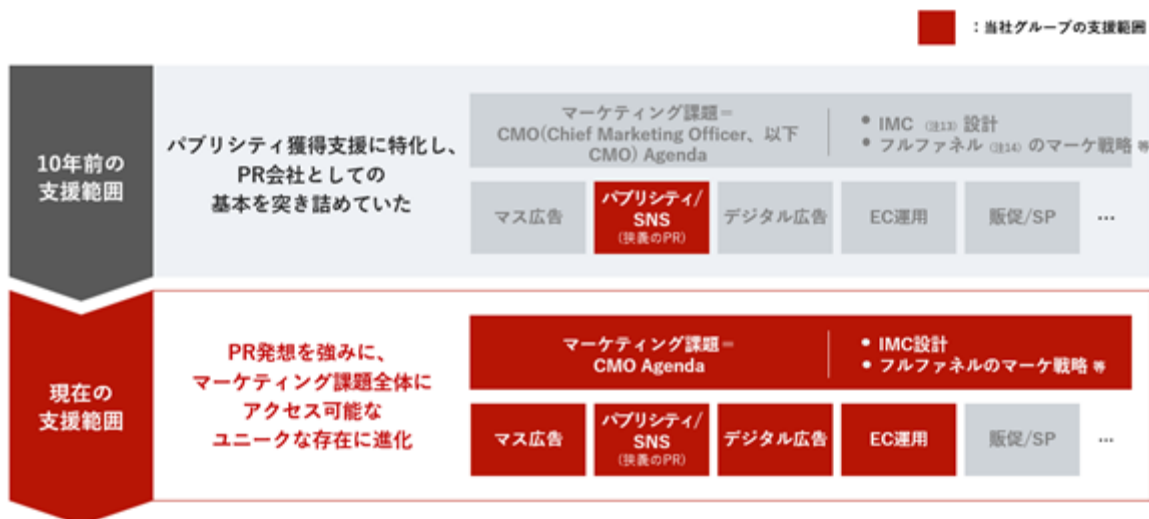 ：当社グループの支援範囲
10年前の
支援範囲
パブリシティ獲得支援に特化し、
PR会社としての
基本を突き詰めていた
マーケティング課題＝
CMO(Chief Marketing Officer、以下
CMO) Agenda
• IMC （注13） 設計
• フルファネル（注14）のマーケ戦略 等
マス広告
パブリシティ/
SNS
（狭義のPR）
デジタル広告
EC運用
販促/SP
…
現在の
支援範囲
PR発想を強みに、
マーケティング課題全体に
アクセス可能な
ユニークな存在に進化
マーケティング課題＝
CMO Agenda
• IMC設計
• フルファネルのマーケ戦略 等
マス広告
パブリシティ/
SNS
（狭義のPR）
デジタル広告
EC運用
販促/SP
…